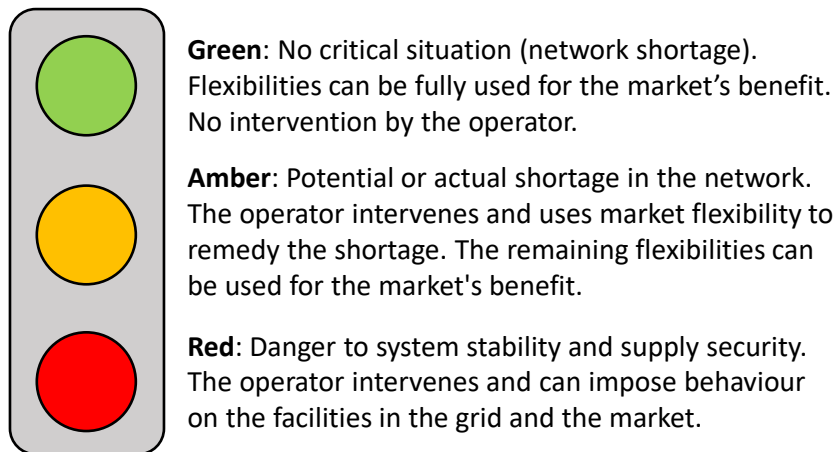 Green: No critical situation (network shortage).
Flexibilities can be fully used for the market’s benefit.
No intervention by the operator.
Amber: Potential or actual shortage in the network.
The operator intervenes and uses market flexibility to
remedy the shortage. The remaining flexibilities can
be used for the market's benefit.
Red: Danger to system stability and supply security.
The operator intervenes and can impose behaviour
on the facilities in the grid and the market.